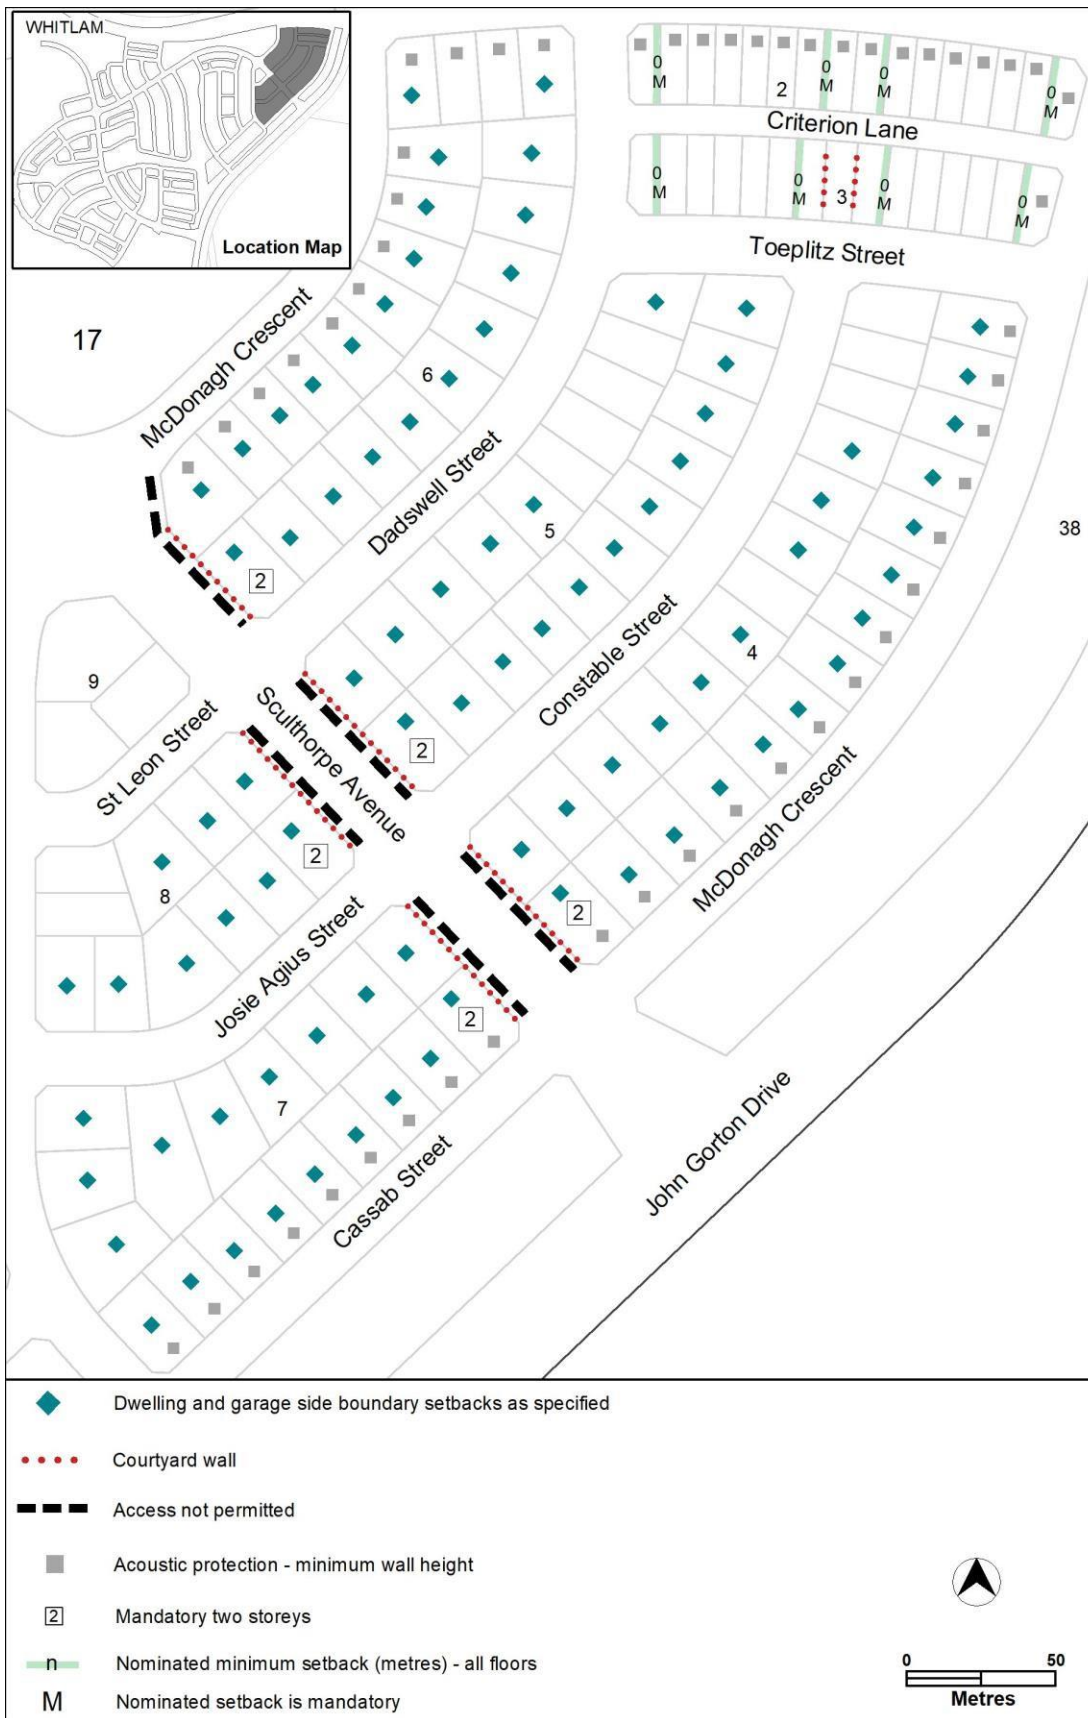 WHITLAM
Location Map
0 M
0 M
0 M
0 M
2
Criterion Lane
0 M
0 M
3
0 M
0 M
Toeplitz Street
17
McDonagh Crescent
6
Dadswell Street
5
38
2
9
Constable Street
4
St Leon Street
Sculthorpe Avenue
2
McDonagh Crescent
8
2
2
Josie Agius Street
2
7
Cassab Street
John Gorton Drive
Dwelling and garage side boundary setbacks as specified
Courtyard wall
Access not permitted
Acoustic protection - minimum wall height
2 Mandatory two storeys
n Nominated minimum setback (metres) - all floors
M Nominated setback is mandatory
0 50
Metres